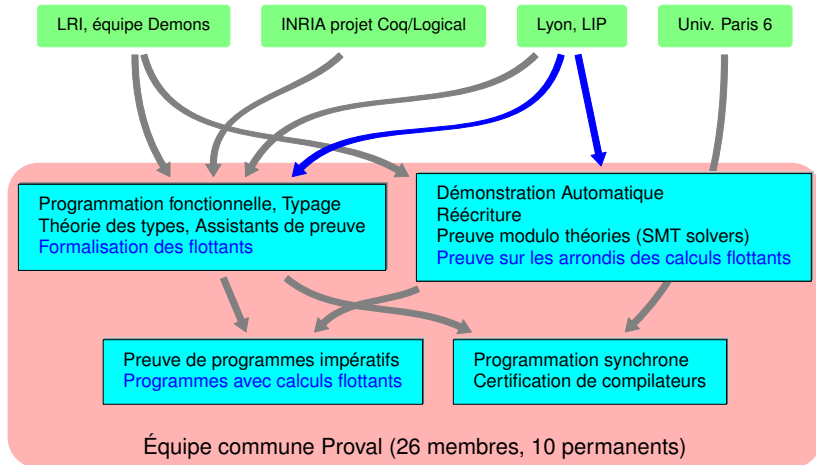 LRI, équipe Demons
INRIA projet Coq/Logical
Lyon, LIP
Univ. Paris 6
Programmation fonctionnelle, Typage
Théorie des types, Assistants de preuve
Formalisation des flottants
Démonstration Automatique
Réécriture
Preuve modulo théories (SMT solvers)
Preuve sur les arrondis des calculs flottants
Preuve de programmes impératifs
Programmes avec calculs flottants
Programmation synchrone
Certification de compilateurs
Équipe commune Proval (26 membres, 10 permanents)